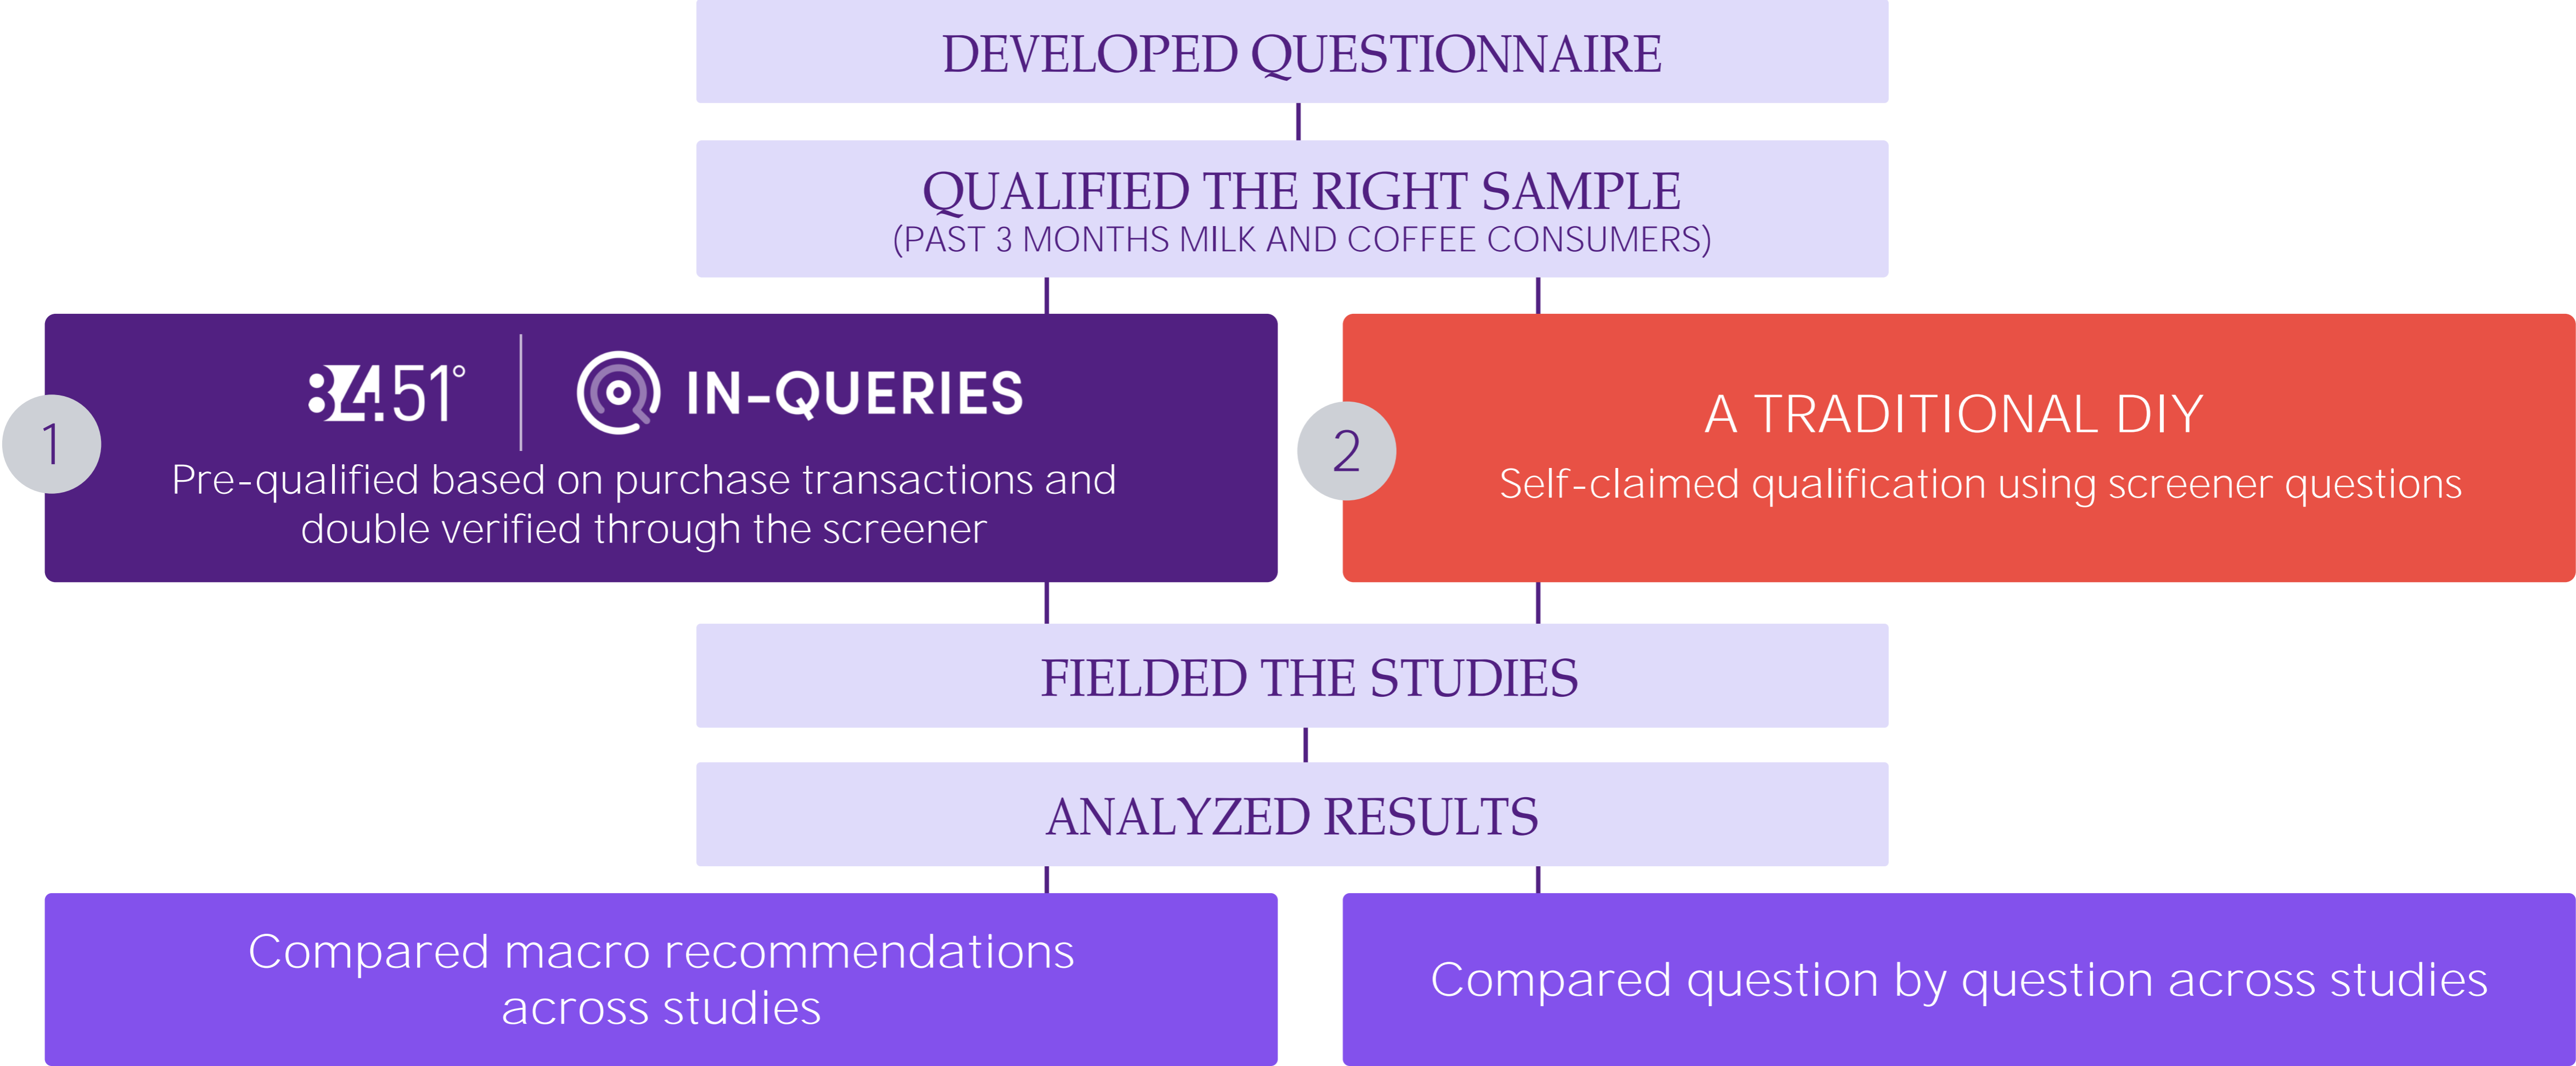 DEVELOPED QUESTIONNAIRE
QUALIFIED THE RIGHT SAMPLE
(PAST 3 MONTHS MILK AND COFFEE CONSUMERS)
1
84.51°
IN-QUERIES
Pre-qualified based on purchase transactions and
double verified through the screener
2
A TRADITIONAL DIY
Self-claimed qualification using screener questions
FIELDED THE STUDIES
ANALYZED RESULTS
Compared macro recommendations
across studies
Compared question by question across studies